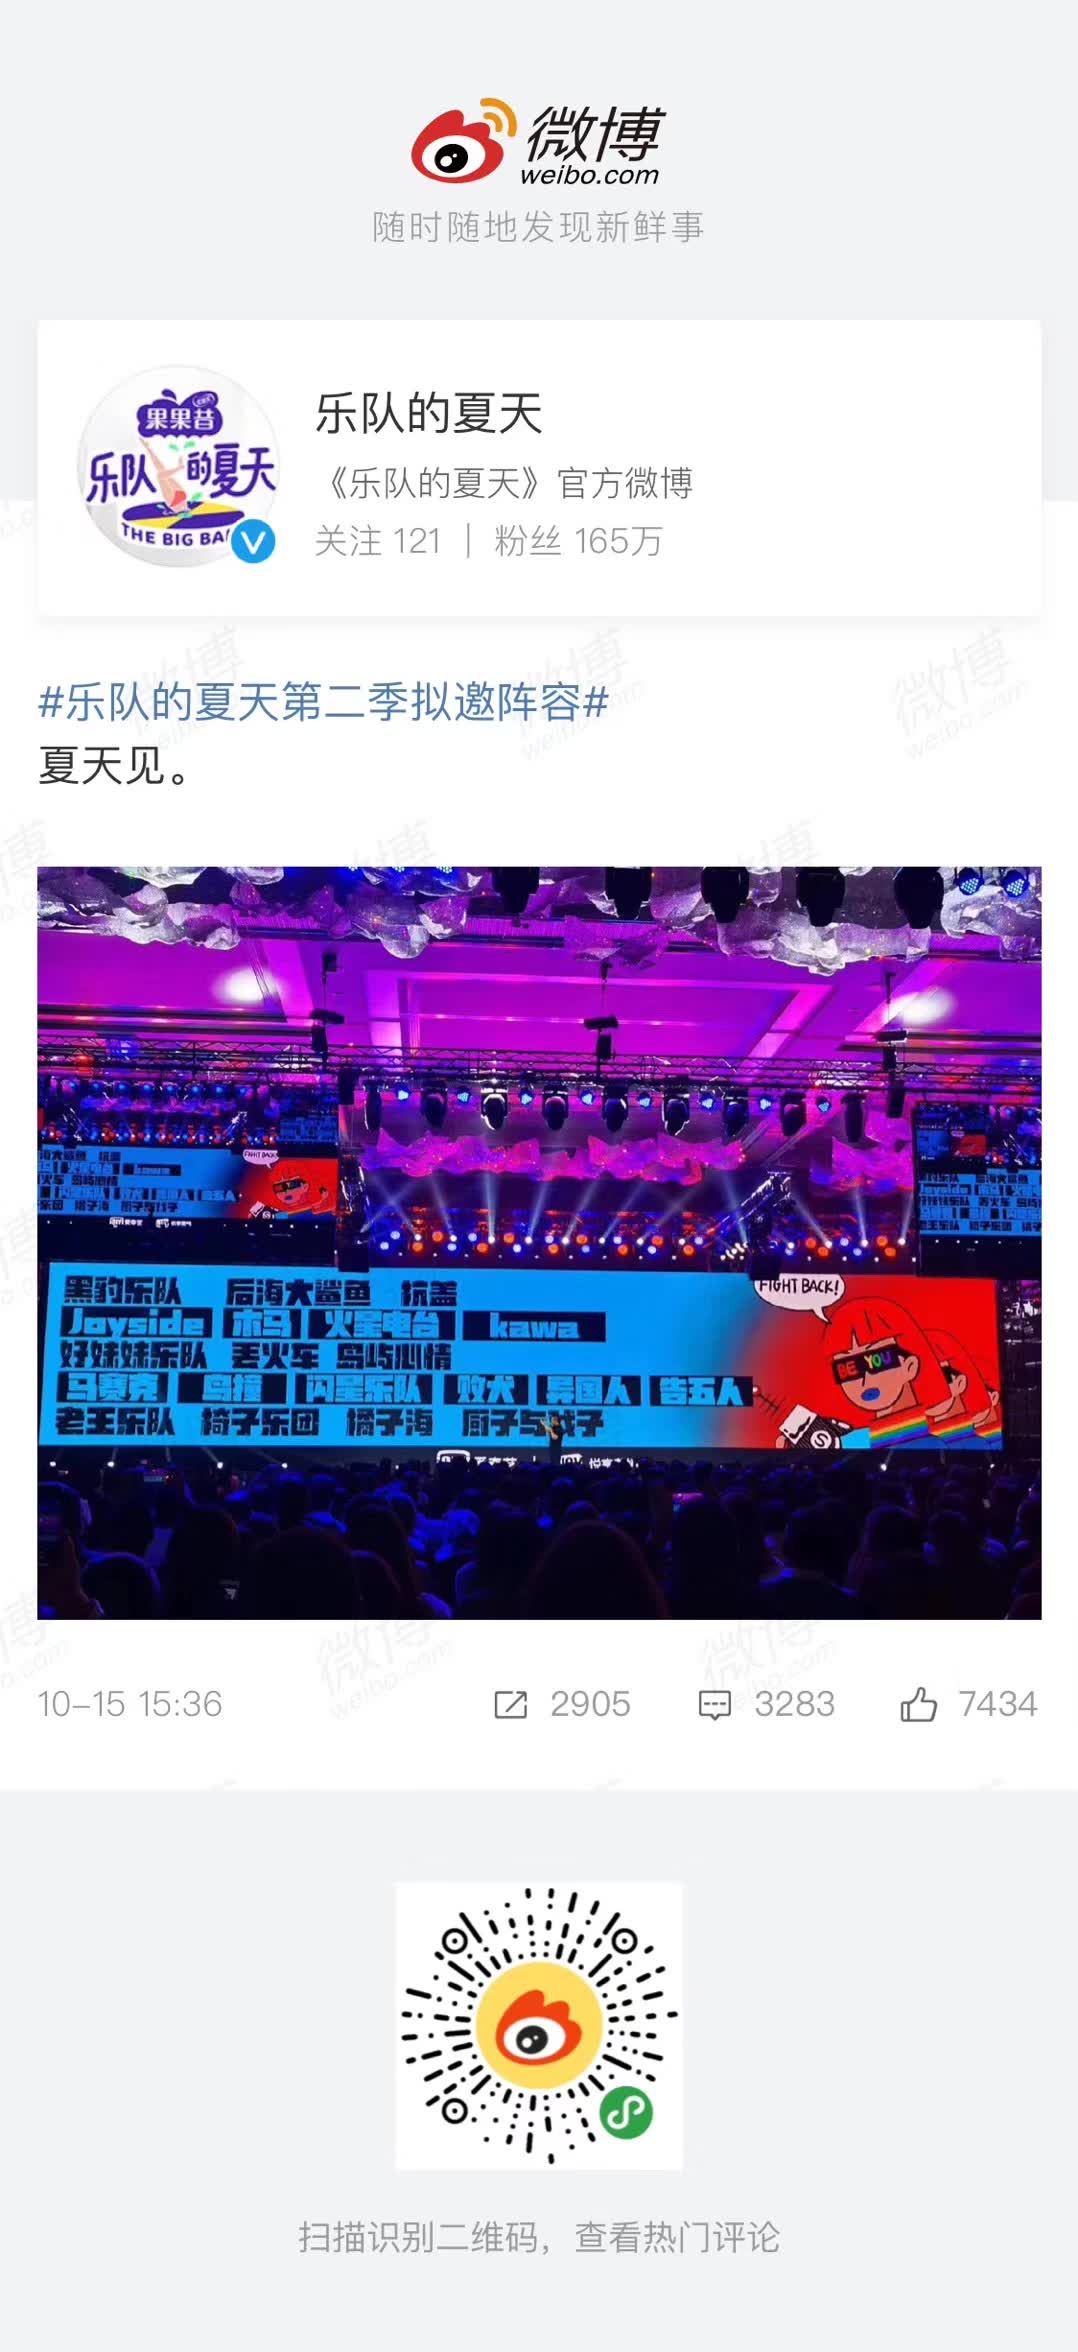 微博
weibo.com
随时随地发现新鲜事
果果昔
乐队的夏天
THE BIG BA
乐队的夏天
《乐队的夏天》官方微博
关注 121 | 粉丝 165万
#乐队的夏天第二季拟邀阵容#
夏天见。
FIGHT BACK!
黑豹乐队 后海大鲨鱼 抗盖
Joyside 木马 火星电台 kawa
好妹妹乐队 丢火车 岛屿心情
BE YOU
马赛克 鸟撞 闪星乐队 败犬 异国人 告五人
老王乐队 椅子乐团 橘子海 厨子与戏子
10-15 15:36 2905 3283 7434
扫描识别二维码，查看热门评论